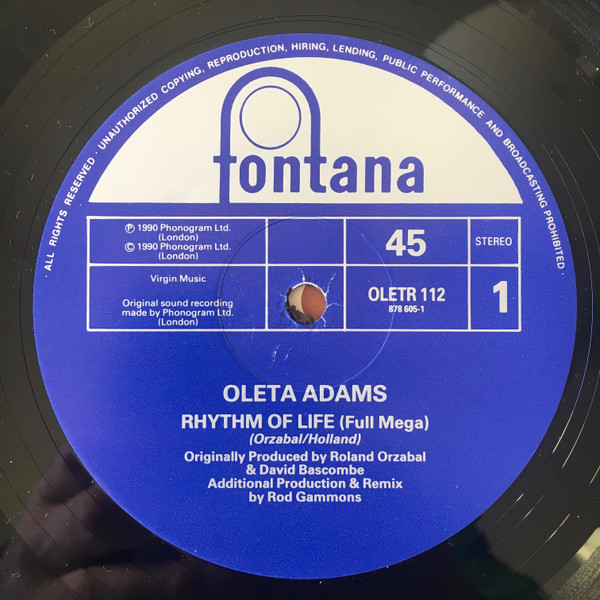 ALL RIGHTS RESERVED · UNAUTHORIZED COPYING, REPRODUCTION, HIRING, LENDING, PUBLIC PERFORMANCE AND BROADCASTING PROHIBITED ·
fontana
Ⓟ 1990 Phonogram Ltd.
(London)
© 1990 Phonogram Ltd.
(London)
45
STEREO
Virgin Music
Original sound recording
made by Phonogram Ltd.
(London)
OLETR 112
878 605-1
1
OLETA ADAMS
RHYTHM OF LIFE (Full Mega)
(Orzabal/Holland)
Originally Produced by Roland Orzabal
& David Bascombe
Additional Production & Remix
by Rod Gammons